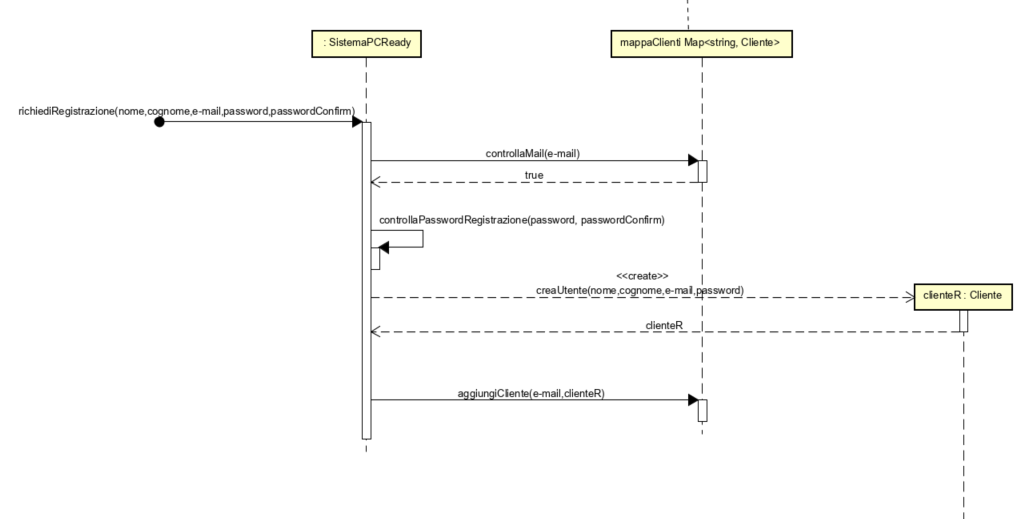 : SistemaPCReady
mappaClienti Map<string, Cliente>
richiediRegistrazione(nome,cognome,e-mail,password,passwordConfirm)
controllaMail(e-mail)
true
controllaPasswordRegistrazione(password, passwordConfirm)
<<create>>
creaUtente(nome,cognome,e-mail,password)
clienteR : Cliente
clienteR
aggiungiCliente(e-mail,clienteR)